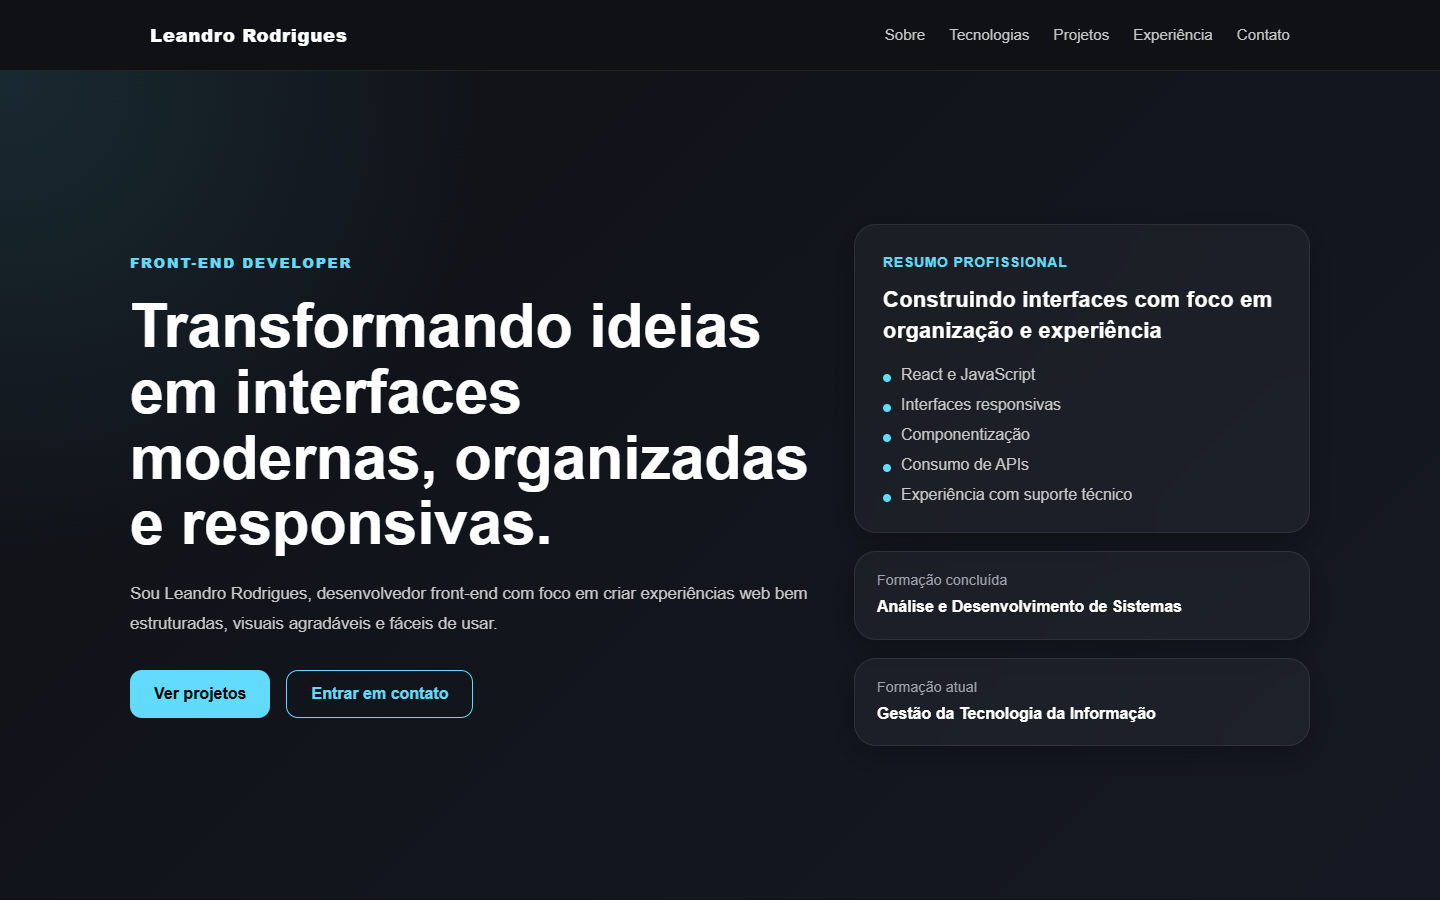 Leandro Rodrigues
Sobre Tecnologias Projetos Experiência Contato
FRONT-END DEVELOPER
Transformando ideias
em interfaces
modernas, organizadas
e responsivas.
Sou Leandro Rodrigues, desenvolvedor front-end com foco em criar experiências web bem
estruturadas, visuais agradáveis e fáceis de usar.
Ver projetos
Entrar em contato
RESUMO PROFISSIONAL
Construindo interfaces com foco em
organização e experiência
React e JavaScript
Interfaces responsivas
Componentização
Consumo de APIs
Experiência com suporte técnico
Formação concluída
Análise e Desenvolvimento de Sistemas
Formação atual
Gestão da Tecnologia da Informação